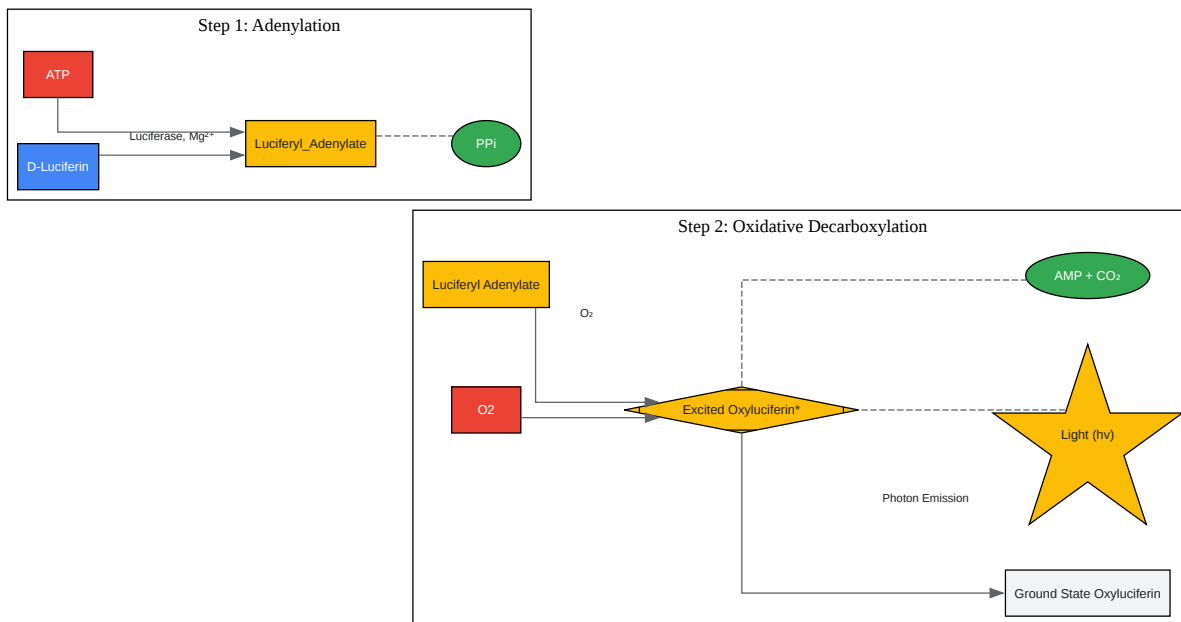 Step 1: Adenylation
ATP
Luciferase, Mg²⁺
Luciferyl_Adenylate
PPi
D-Luciferin
Step 2: Oxidative Decarboxylation
Luciferyl Adenylate
AMP + CO₂
O₂
O2
Excited Oxyluciferin*
Light (hν)
Photon Emission
Ground State Oxyluciferin